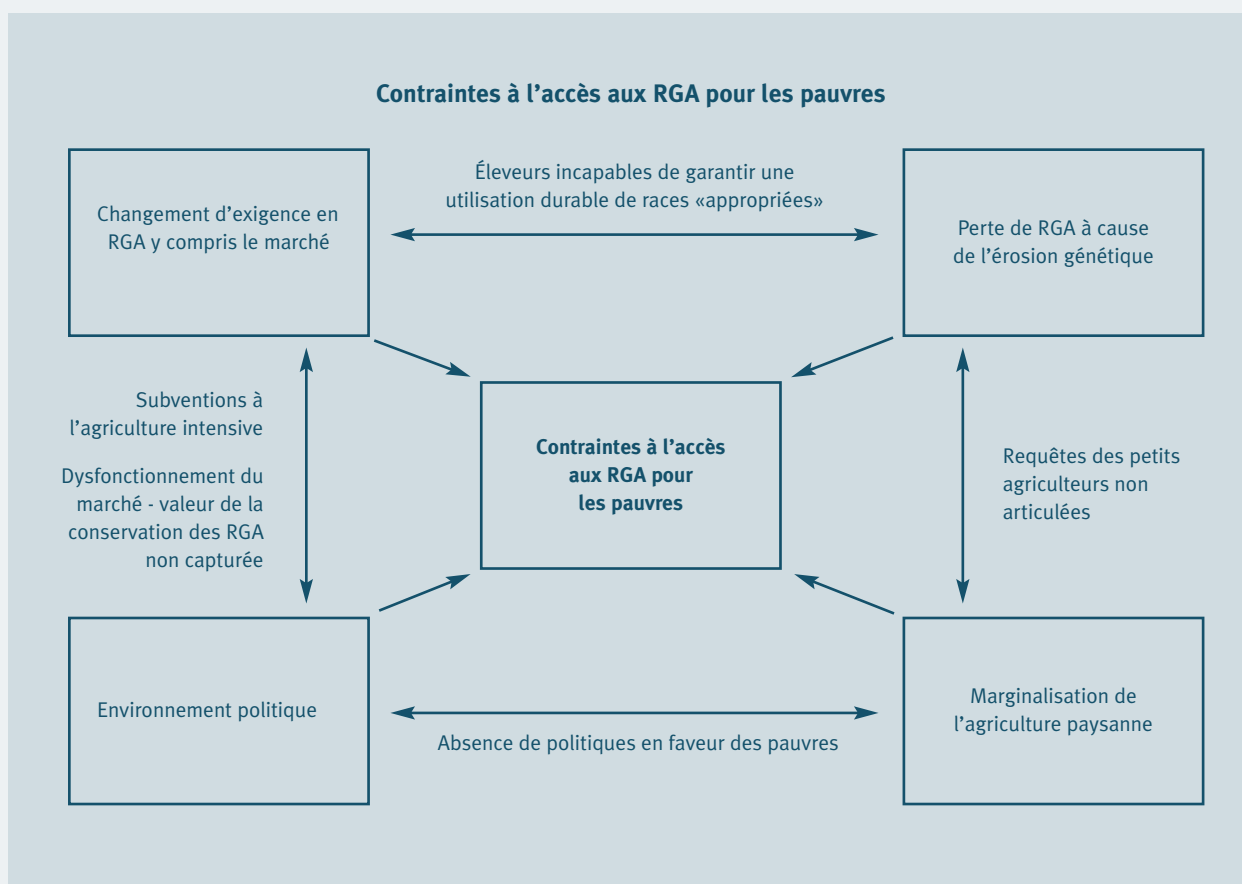 Contraintes à l'accès aux RGA pour les pauvres
Changement d'exigence en
RGA y compris le marché
Éleveurs incapables de garantir une
utilisation durable de races «appropriées»
Perte de RGA à cause
de l'érosion génétique
Subventions à
l'agriculture intensive
Dysfonctionnement du
marché - valeur de la
conservation des RGA
non capturée
Contraintes à l'accès
aux RGA pour
les pauvres
Requêtes des petits
agriculteurs non
articulées
Environnement politique
Absence de politiques en faveur des pauvres
Marginalisation de
l'agriculture paysanne